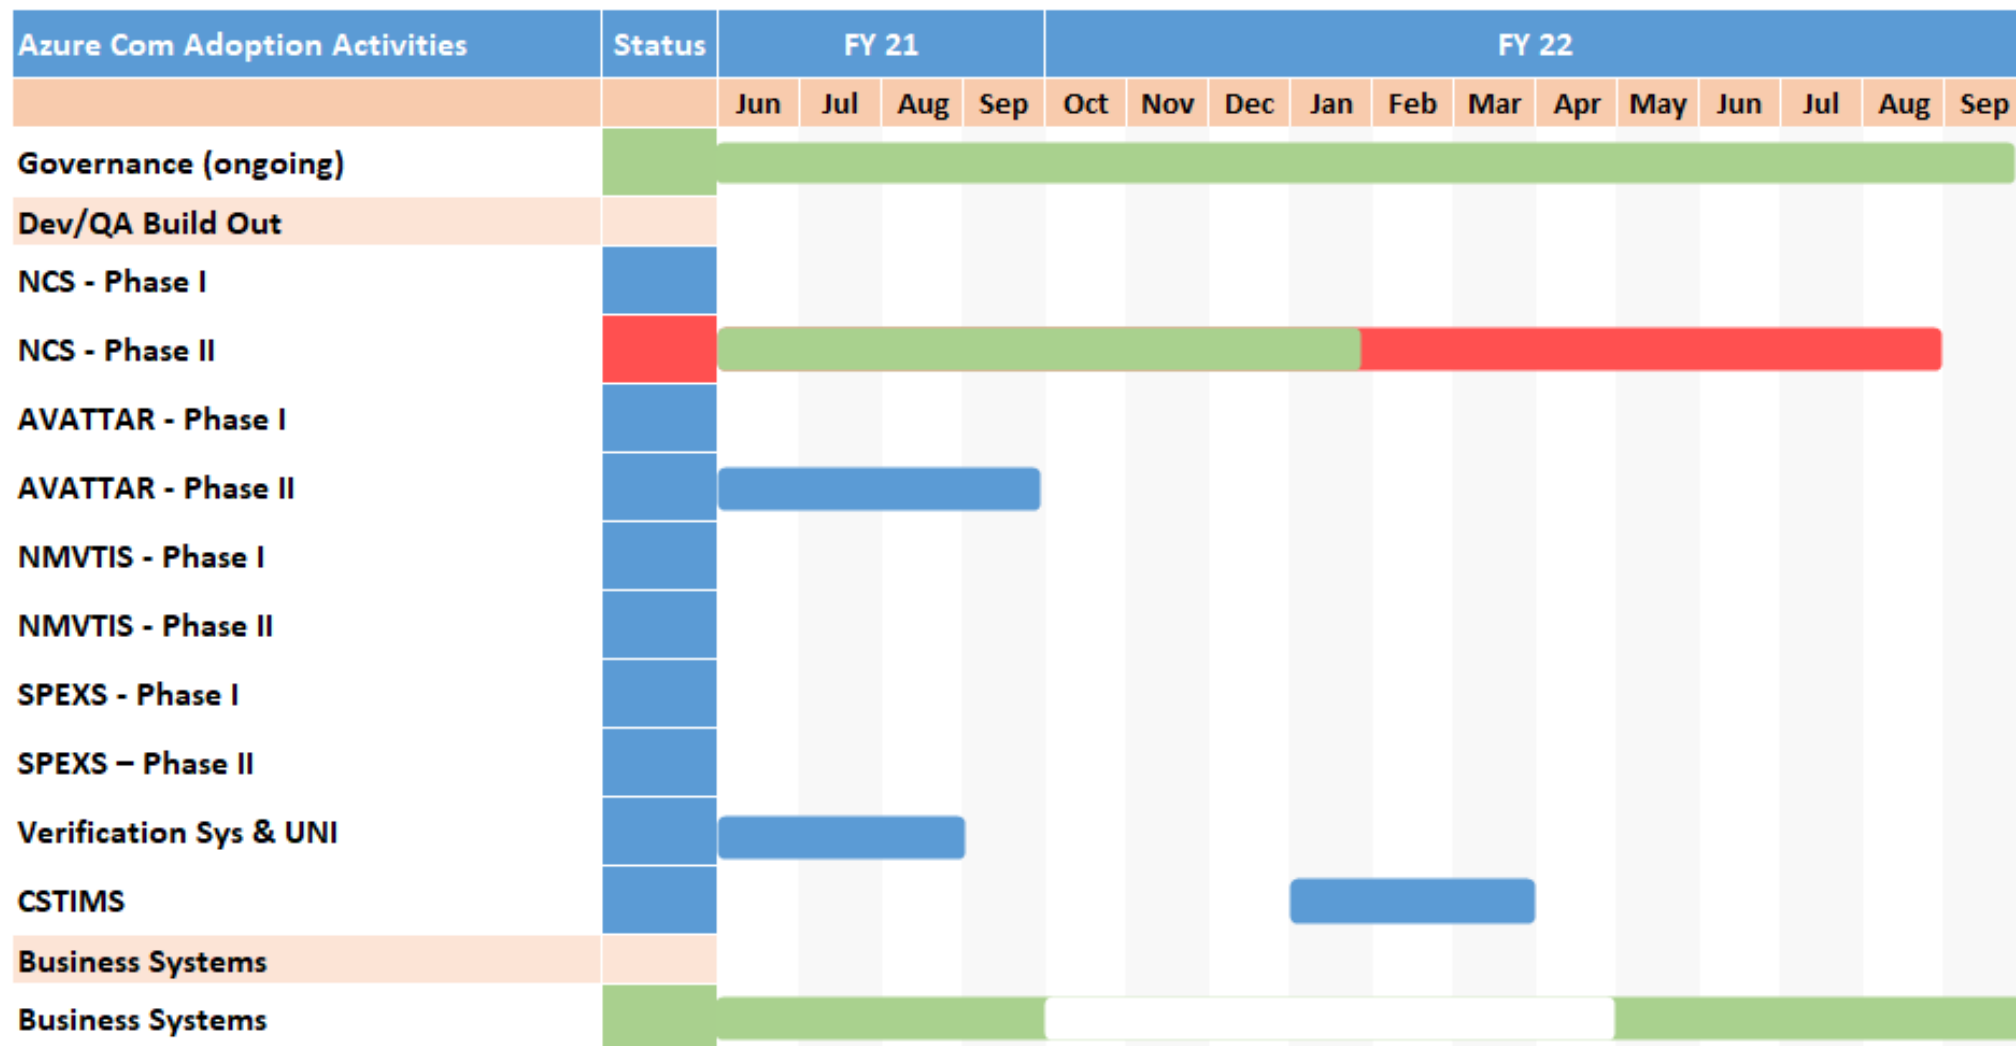 Azure Com Adoption Activities Status FY 21 FY 22
Jun Jul Aug Sep Oct Nov Dec Jan Feb Mar Apr May Jun Jul Aug Sep
Governance (ongoing)
Dev/QA Build Out
NCS - Phase I
NCS - Phase II
AVATTAR - Phase I
AVATTAR - Phase II
NMVTIS - Phase I
NMVTIS - Phase II
SPEXS - Phase I
SPEXS – Phase II
Verification Sys & UNI
CSTIMS
Business Systems
Business Systems